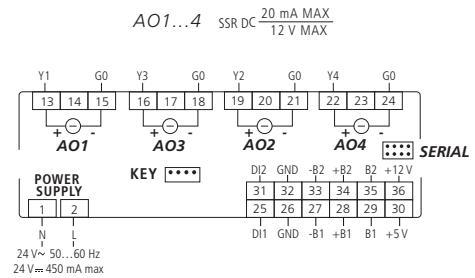 AO1...4 SSR DC 20 mA MAX
12 V MAX
Y1 G0 Y3 G0 Y2 G0 Y4 G0
13 14 15 16 17 18 19 20 21 22 23 24
+ - + - + - + -
AO1 AO3 AO2 AO4
SERIAL
KEY
DI2 GND -B2 +B2 B2 +12 V
POWER
SUPPLY
31 32 33 34 35 36
1 2 25 26 27 28 29 30
N L DI1 GND -B1 +B1 B1 +5 V
24 V~ 50...60 Hz
24 V⎓ 450 mA max